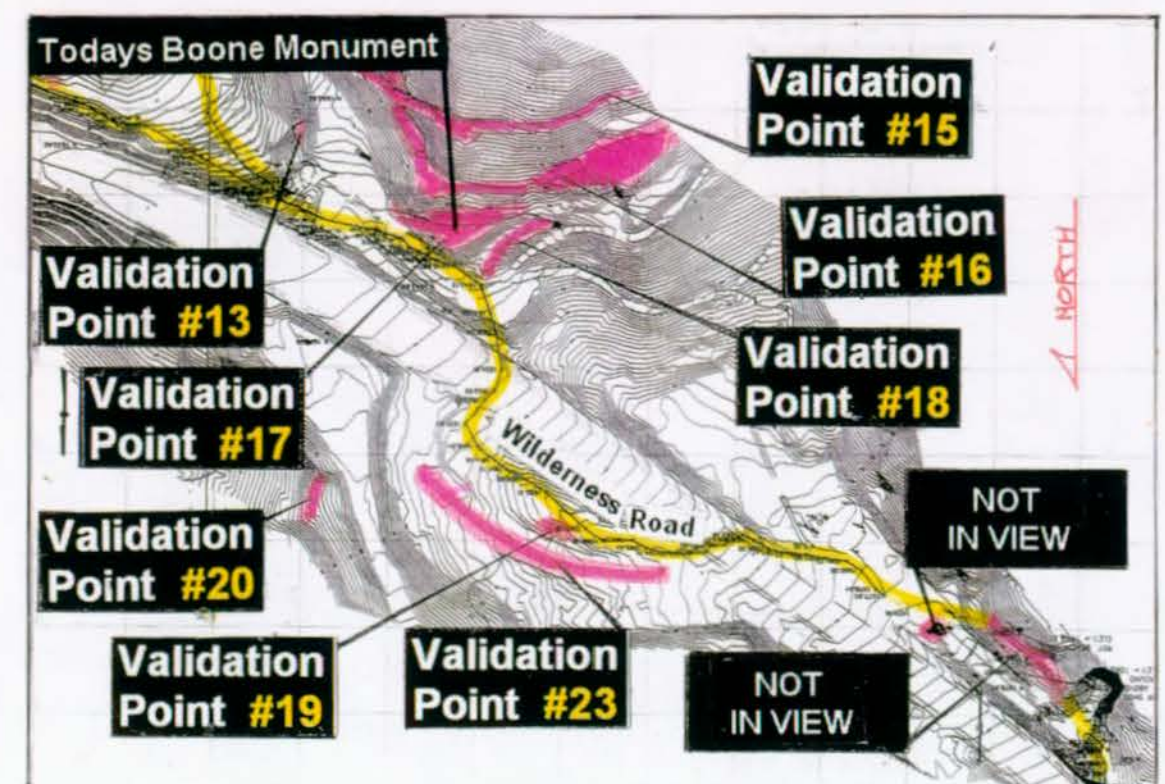 Todays Boone Monument
Validation
Point #15
Validation
Point #16
NORTH
Validation
Point #13
Validation
Point #18
Validation
Point #17
Wilderness Road
NOT
IN VIEW
Validation
Point #20
Validation
Point #19
Validation
Point #23
NOT
IN VIEW